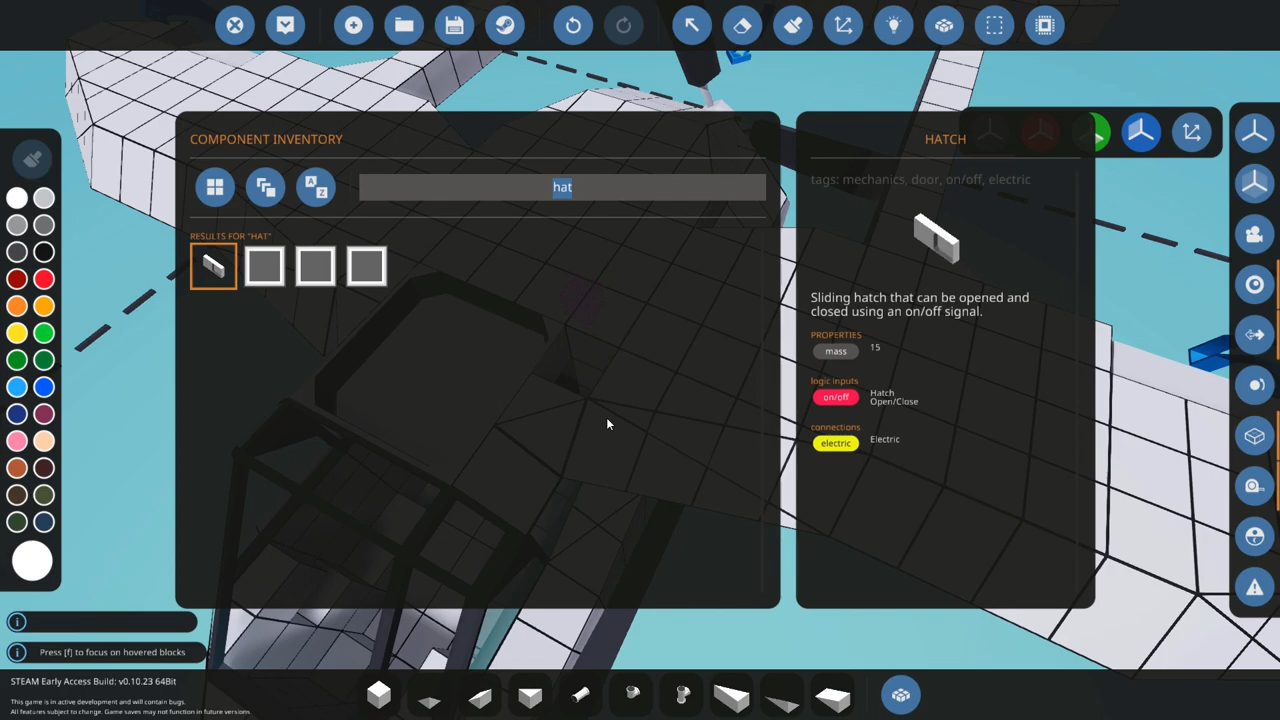 COMPONENT INVENTORY
hat
RESULTS FOR "HAT"
HATCH
tags: mechanics, door, on/off, electric
Sliding hatch that can be opened and
closed using an on/off signal.
PROPERTIES
mass 15
logic inputs
on/off Hatch
Open/Close
connections
electric Electric
Press [f] to focus on hovered blocks
STEAM Early Access Build: v0.10.23 64Bit
This game is in active development and will contain bugs.
All features subject to change. Game saves may not function in future versions.